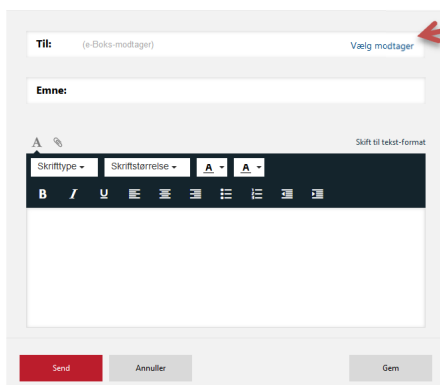 Til: (e-Boks-modtager) Vælg modtager
Emne:
A Skift til tekst-format
Skrifttype Skriftstørrelse A A
B I U
Send Annuller Gem